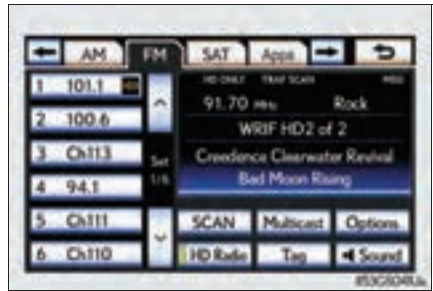 AM FM SAT Apps
1 101.1 HD
HD ONLY TRAF SCAN
91.70 MHz Rock
2 100.6
WRIF HD2 of 2
3 Ch113
Set
Creedence Clearwater Revival
4 94.1
1/6
Bad Moon Rising
5 Ch111
SCAN Multicast Options
6 Ch110
HD Radio Tag Sound